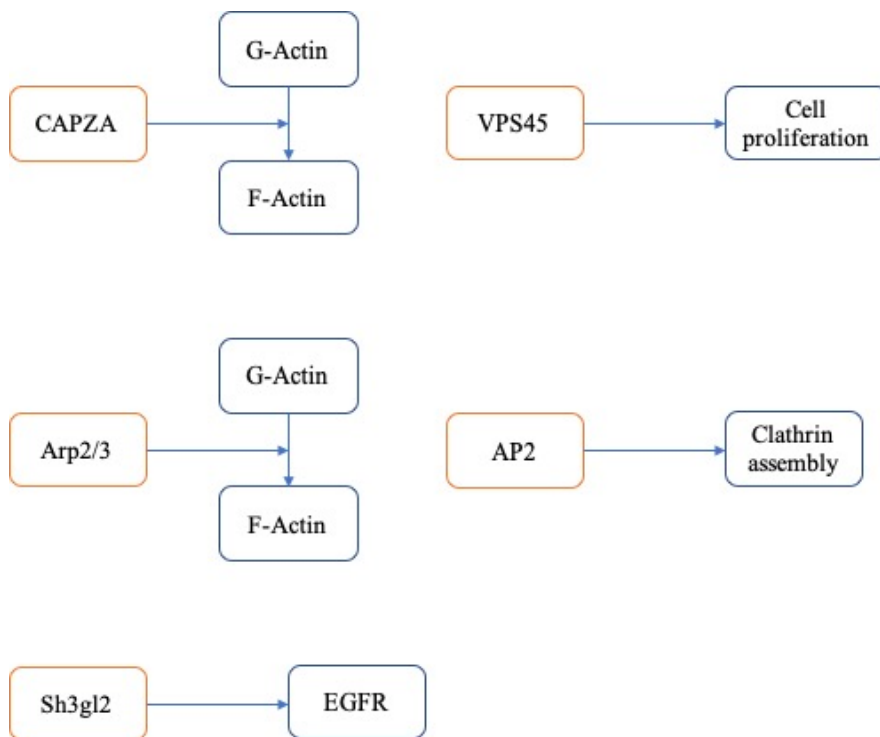 G-Actin
CAPZA
F-Actin
VPS45
Cell
proliferation
G-Actin
Arp2/3
F-Actin
AP2
Clathrin
assembly
Sh3gl2
EGFR